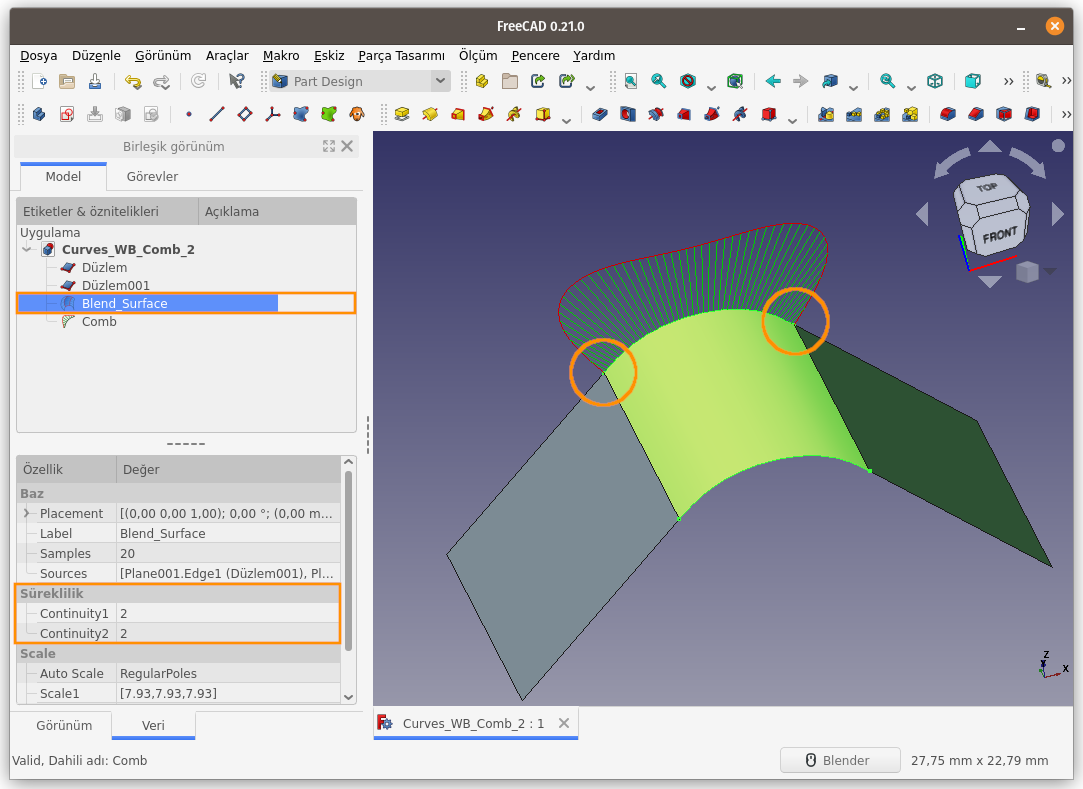 FreeCAD 0.21.0
Dosya Düzenle Görünüm Araçlar Makro Eskiz Parça Tasarımı Ölçüm Pencere Yardım
Part Design
Birleşik görünüm
Model Görevler
Etiketler & öznitelikleri Açıklama
Uygulama
Curves_WB_Comb_2
Düzlem
Düzlem001
Blend_Surface
Comb
Özellik Değer
Baz
Placement [(0,00 0,00 1,00); 0,00 °; (0,00 m...
Label Blend_Surface
Samples 20
Sources [Plane001.Edge1 (Düzlem001), Pl...
Süreklilik
Continuity1 2
Continuity2 2
Scale
Auto Scale RegularPoles
Scale1 [7.93,7.93,7.93]
Görünüm Veri
TOP
FRONT
Z
X
Curves_WB_Comb_2 : 1
Valid, Dahili adı: Comb
Blender 27,75 mm x 22,79 mm